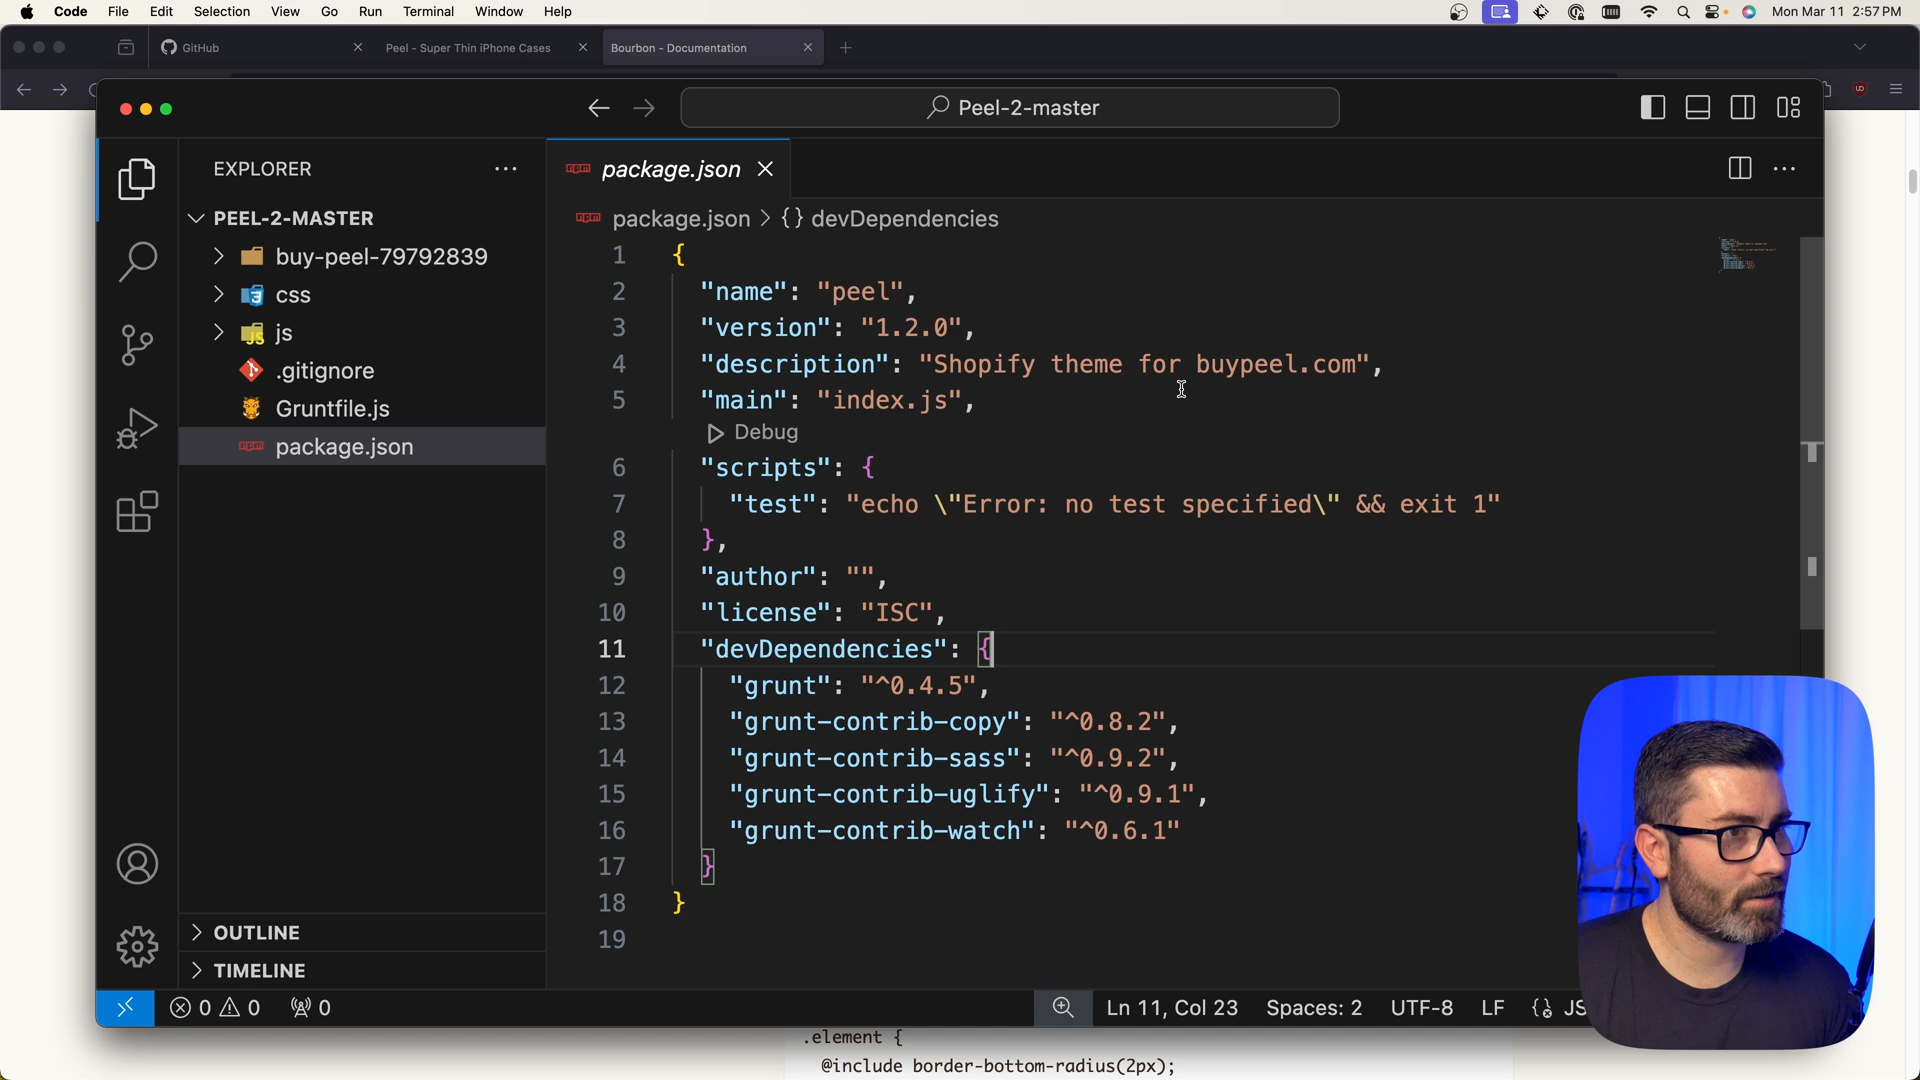 Code File Edit Selection View Go Run Terminal Window Help Mon Mar 11 2:57 PM
GitHub Peel - Super Thin iPhone Cases Bourbon - Documentation
Peel-2-master
EXPLORER
package.json
PEEL-2-MASTER
buy-peel-79792839
css
js
.gitignore
Gruntfile.js
package.json
OUTLINE
TIMELINE
package.json > {} devDependencies
1 {
2 "name": "peel",
3 "version": "1.2.0",
4 "description": "Shopify theme for buypeel.com",
5 "main": "index.js",
Debug
6 "scripts": {
7 "test": "echo \"Error: no test specified\" && exit 1"
8 },
9 "author": "",
10 "license": "ISC",
11 "devDependencies": {
12 "grunt": "^0.4.5",
13 "grunt-contrib-copy": "^0.8.2",
14 "grunt-contrib-sass": "^0.9.2",
15 "grunt-contrib-uglify": "^0.9.1",
16 "grunt-contrib-watch": "^0.6.1"
17 }
18 }
19
0 0 0 Ln 11, Col 23 Spaces: 2 UTF-8 LF {} JS
.element {
@include border-bottom-radius(2px);